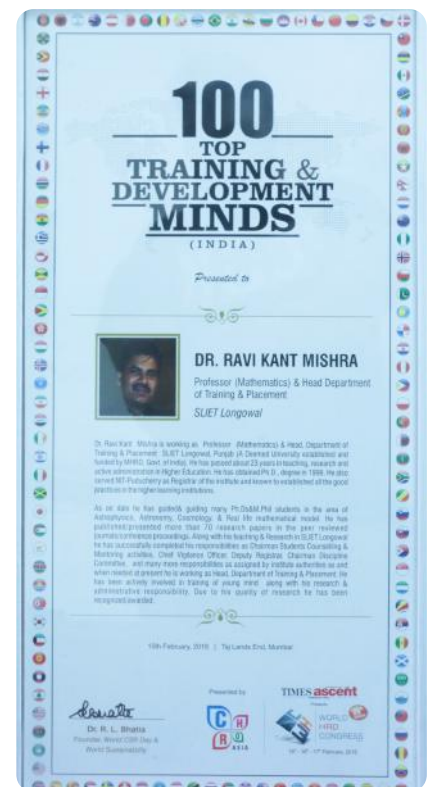 100
TOP
TRAINING &
DEVELOPMENT
MINDS
(INDIA)
Presented to
DR. RAVI KANT MISHRA
Professor (Mathematics) & Head Department
of Training & Placement
SLIET Longowal
Dr. Ravi Kant Mishra is working as Professor (Mathematics) & Head, Department of
Training & Placement SLIET Longowal, Punjab (A Deemed University established and
funded by MHRD, Govt. of India). He has passed about 23 years in teaching, research and
active administration in Higher Education. He has obtained Ph.D., degree in 1999. He also
served NIT-Puducherry as Registrar of the institute and known to established all the good
practices in the higher learning institutions.
As on date he has guided& guiding many Ph.Ds&M.Phil students in the area of
Astrophysics, Astronomy, Cosmology, & Real life mathematical model. He has
published/presented more than 70 research papers in the peer reviewed
journals/conference proceedings. Along with his teaching & Research in SLIET Longowal
he has successfully completed his responsibilities as Chairman Students Counseling &
Monitoring activities, Chief Vigilance Officer, Deputy Registrar, Chairman Discipline
Committee, and many more responsibilities as assigned by institute authorities as and
when needed at present he is working as Head, Department of Training & Placement. He
has been actively involved in training of young mind along with his research &
administrative responsibility. Due to his quality of research he has been
recognized/awarded.
February, 2018 | Taj Lands End, Mumbai
Dr. R. L. Bhatia
Founder, World CSR Day &
World Sustainability
Presented by
CHRO
ASIA
TIMES ascent
Presents
WORLD
HRD
CONGRESS
February, 2018